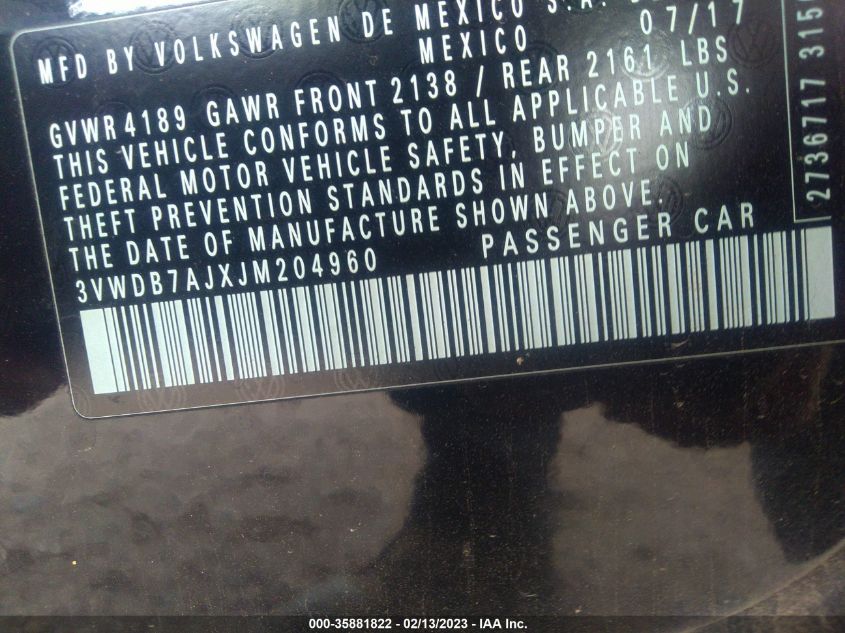 MFD BY VOLKSWAGEN DE MEXICO S.A.
MEXICO 07/17
GVWR 4189 GAWR FRONT 2138 / REAR 2161 LBS
THIS VEHICLE CONFORMS TO ALL APPLICABLE U.S.
FEDERAL MOTOR VEHICLE SAFETY, BUMPER AND
THEFT PREVENTION STANDARDS IN EFFECT ON
THE DATE OF MANUFACTURE SHOWN ABOVE.
3VWDB7AJXJM204960 PASSENGER CAR
2736717
000-35881822 - 02/13/2023 - IAA Inc.